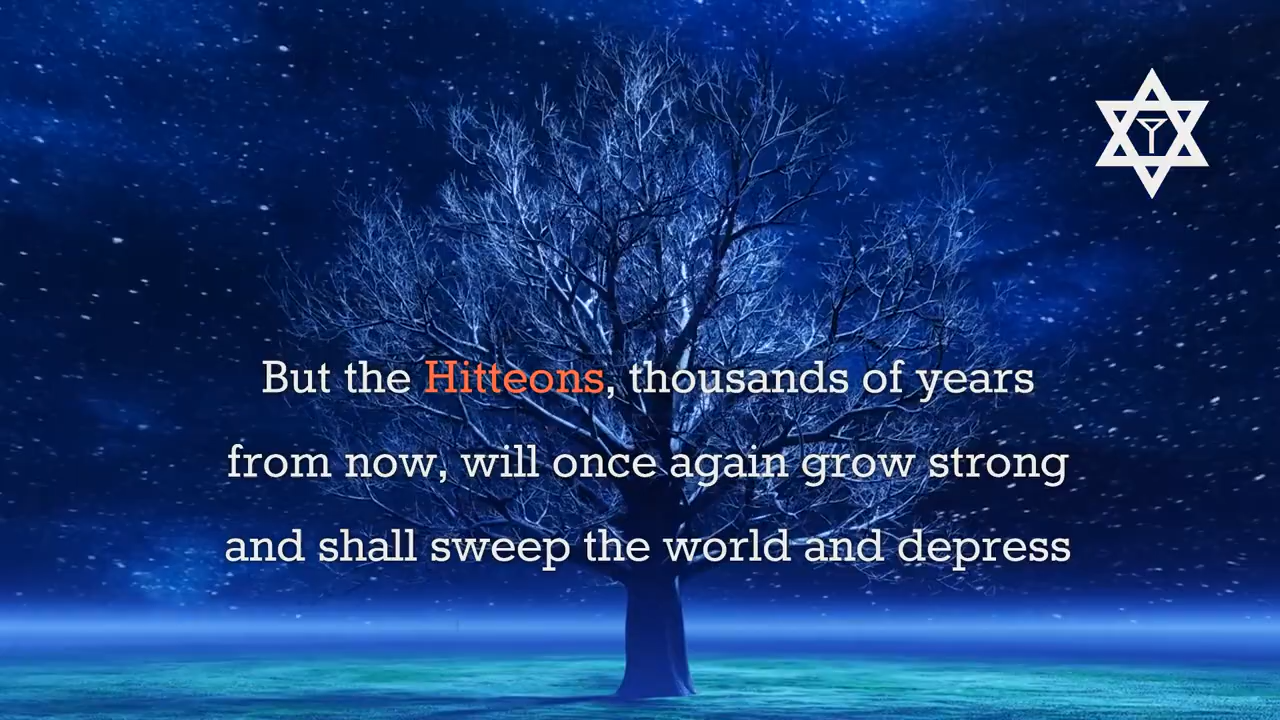 But the Hitteons, thousands of years
from now, will once again grow strong
and shall sweep the world and depress